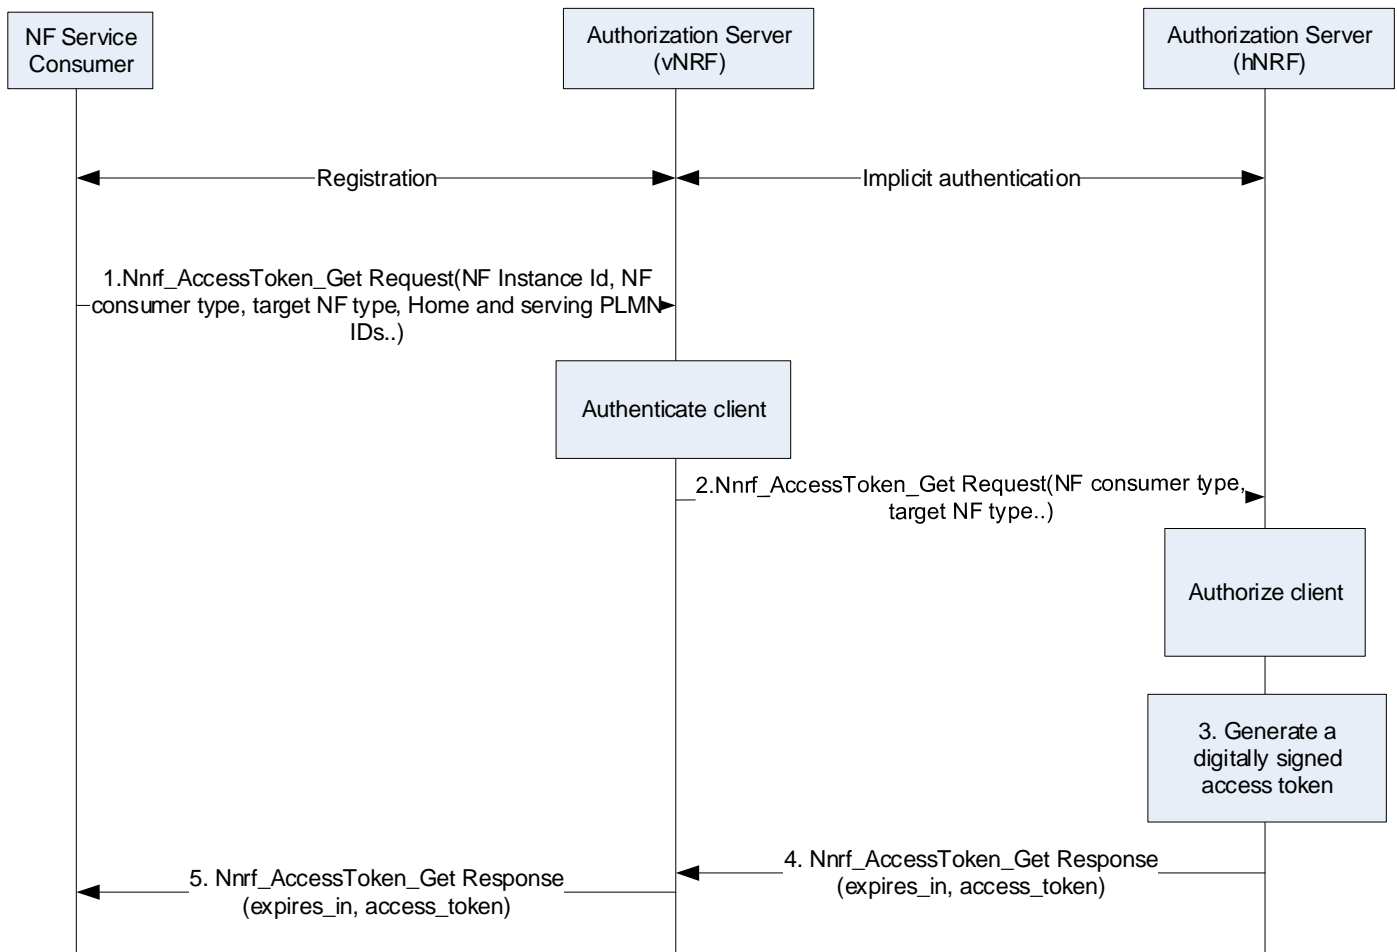 NF Service
Consumer
Authorization Server
(vNRF)
Authorization Server
(hNRF)
Registration
Implicit authentication
1.Nnrf_AccessToken_Get Request(NF Instance Id, NF
consumer type, target NF type, Home and serving PLMN
IDs..)
Authenticate client
2.Nnrf_AccessToken_Get Request(NF consumer type,
target NF type..)
Authorize client
3. Generate a
digitally signed
access token
4. Nnrf_AccessToken_Get Response
(expires_in, access_token)
5. Nnrf_AccessToken_Get Response
(expires_in, access_token)